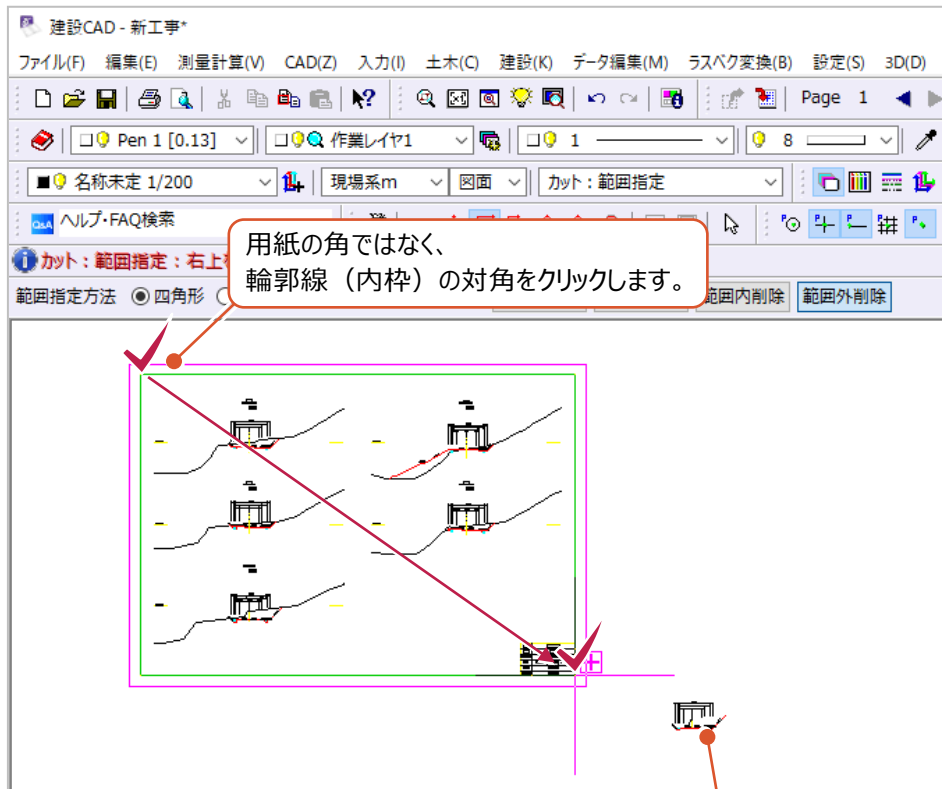 建設CAD - 新工事*
ファイル(F) 編集(E) 測量計算(V) CAD(Z) 入力(I) 土木(C) 建設(K) データ編集(M) ラスベク変換(B) 設定(S) 3D(D)
Page 1
Pen 1 [0.13] 作業レイヤ1 1 8
名称未定 1/200 現場系m 図面 カット：範囲指定
Q&A ヘルプ・FAQ検索
用紙の角ではなく、
輪郭線（内枠）の対角をクリックします。
カット：範囲指定：右上
範囲指定方法 四角形 範囲内削除 範囲外削除